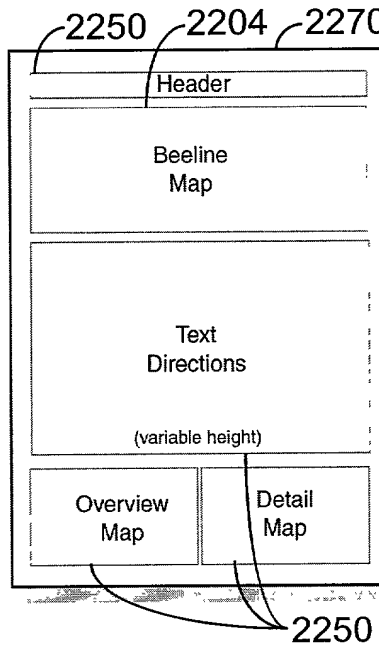 2250 2204 2270
Header
Beeline
Map
Text
Directions
(variable height)
Overview
Map
Detail
Map
2250